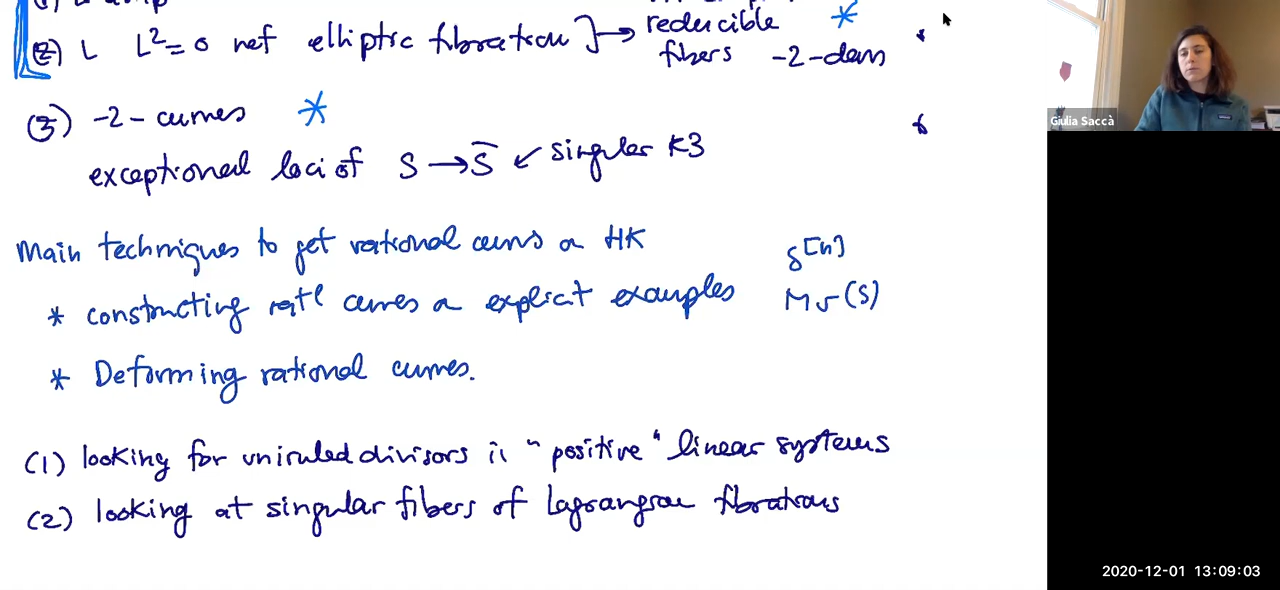 (2) L L²=0 nef elliptic fibration ]→ reducible *
fibers -2-class
(3) -2-curves *
exceptional loci of S → S̄ ↙ singular K3
Main techniques to get rational curves on HK
S^[n]
* constructing rat'l curves on explicit examples Mσ(S)
* Deforming rational curves.
(1) looking for uniruled divisors in "positive" linear systems
(2) looking at singular fibers of Lagrangian fibrations
Giulia Saccà
2020-12-01 13:09:03